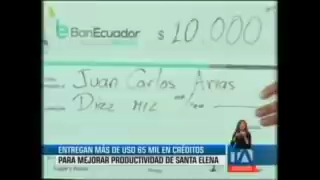 BanEcuador $ 10,000
Juan Carlos Arias
Diez mil
ENTREGAN MÁS DE USD 65 MIL EN CRÉDITOS
PARA MEJORAR PRODUCTIVIDAD DE SANTA ELENA